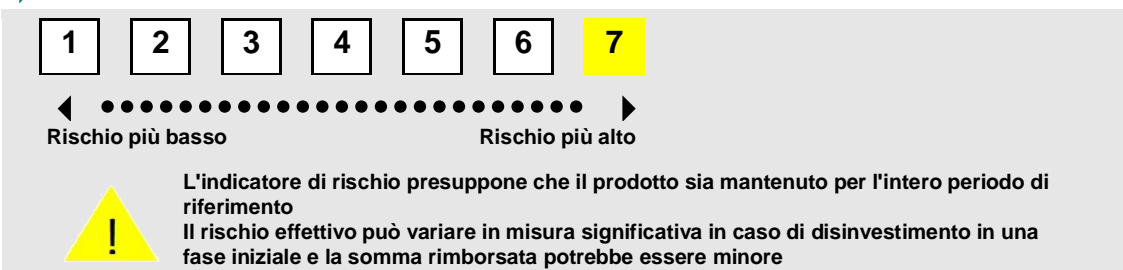 1 2 3 4 5 6 7
Rischio più basso Rischio più alto
L'indicatore di rischio presuppone che il prodotto sia mantenuto per l'intero periodo di
riferimento
Il rischio effettivo può variare in misura significativa in caso di disinvestimento in una
! fase iniziale e la somma rimborsata potrebbe essere minore